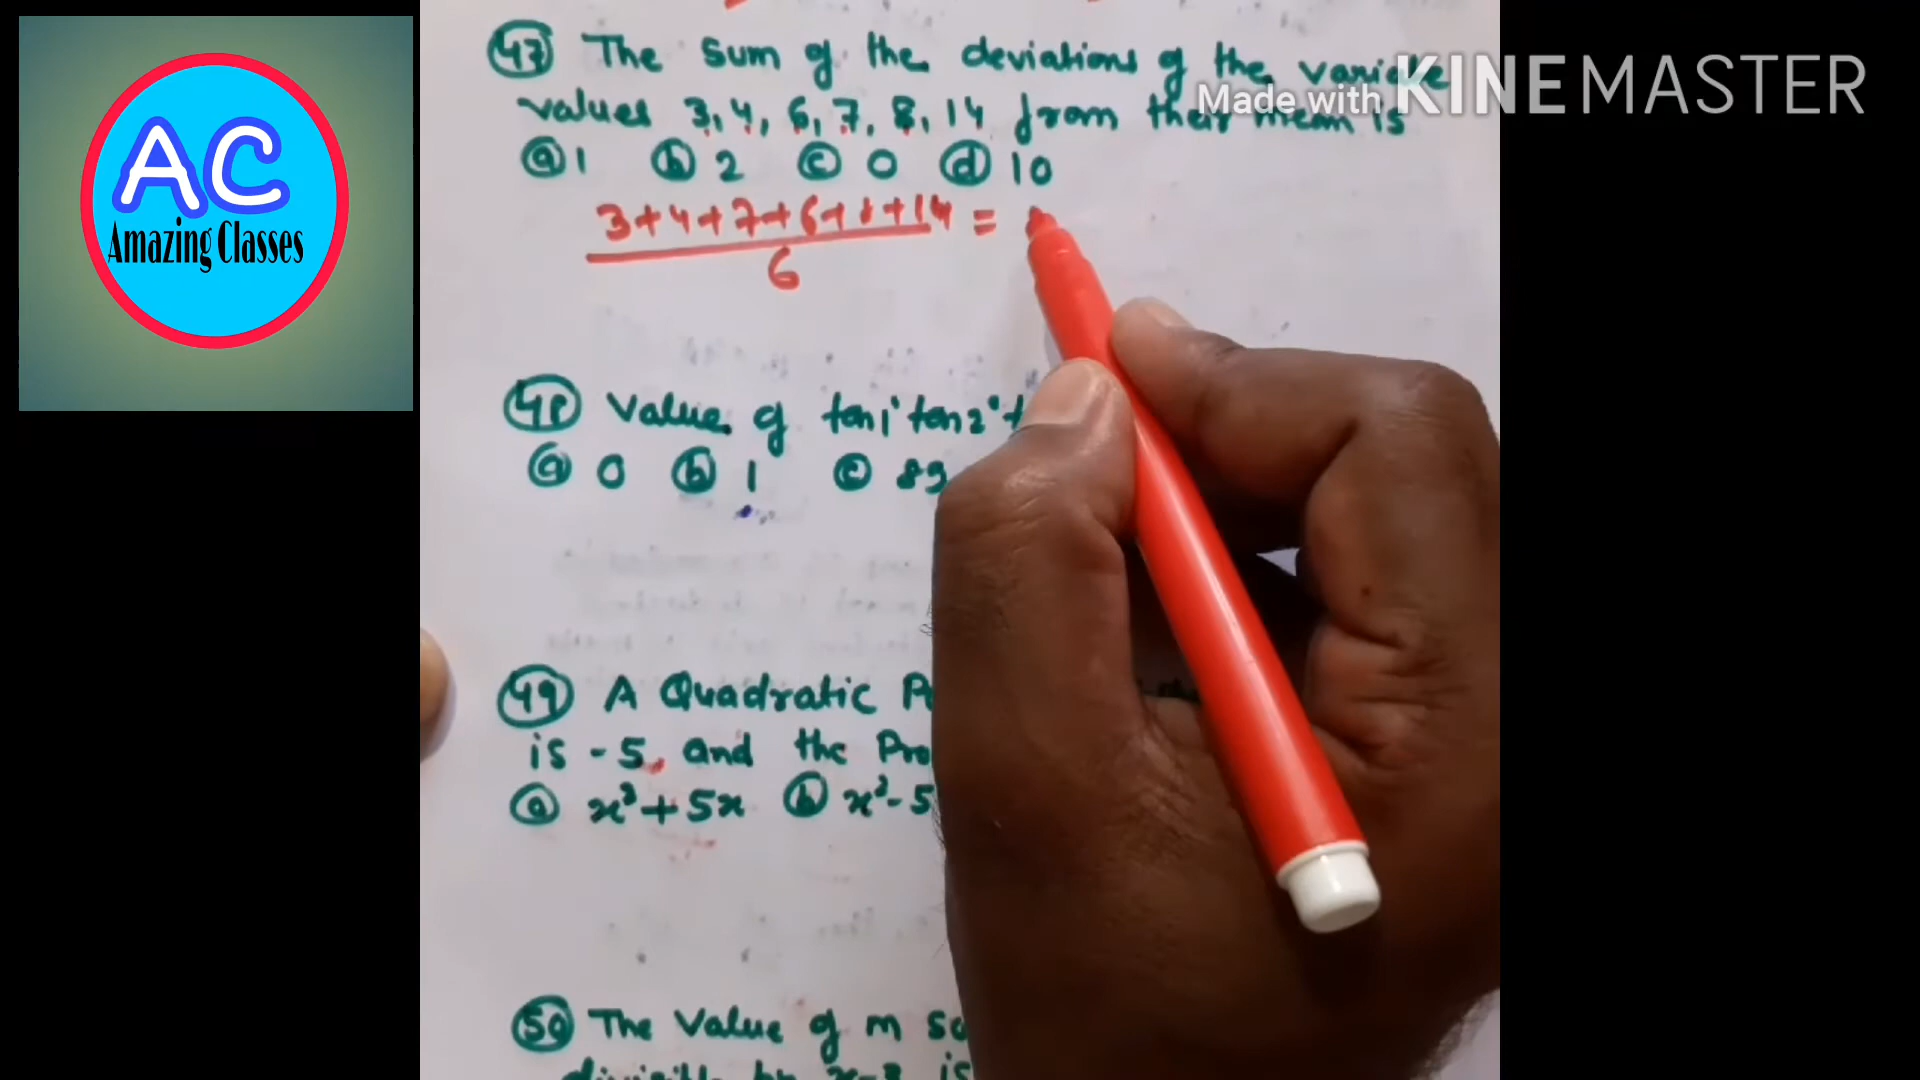 AC
Amazing Classes
Made with KINEMASTER
47 The sum of the deviations of the
values 3, 4, 6, 7, 8, 14 from their mean is
a 1 b 2 c 0 d 10
3+4+7+6+8+14 =
6
48 Value of tan1° tan2°
a 0 b 1 c 89
49 A Quadratic
is -5, and the
a x²+5x b x²-5
50 The Value of m
x-2 is